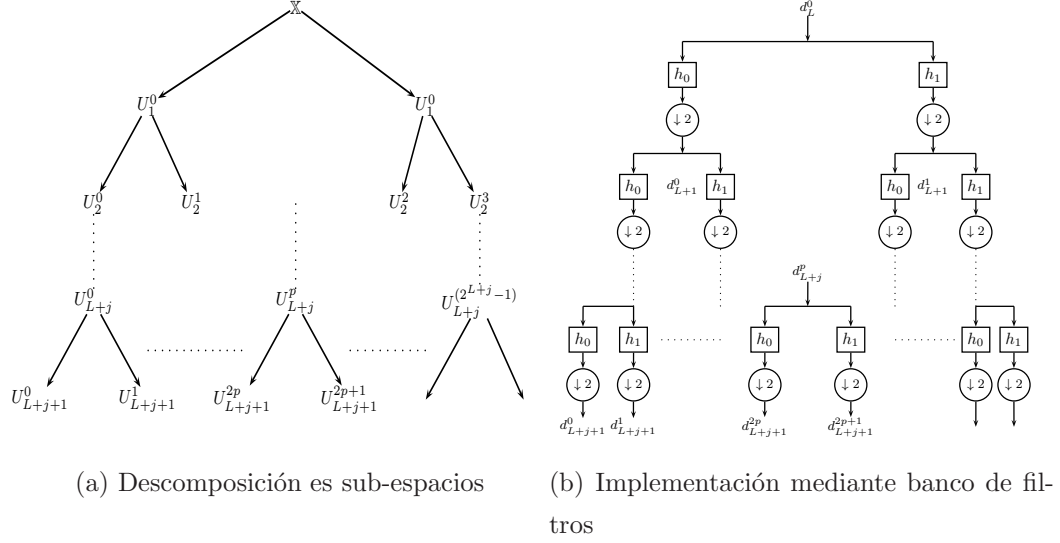 𝕏
U_1^0 U_1^0
U_2^0 U_2^1 U_2^2 U_2^3
U_{L+j}^0 U_{L+j}^p U_{L+j}^{(2^{L+j}-1)}
U_{L+j+1}^0 U_{L+j+1}^1 U_{L+j+1}^{2p} U_{L+j+1}^{2p+1}
(a) Descomposición es sub-espacios
d_L^0
h_0 h_1
↓ 2 ↓ 2
h_0 d_{L+1}^0 h_1 h_0 d_{L+1}^1 h_1
↓ 2 ↓ 2 ↓ 2 ↓ 2
d_{L+j}^p
h_0 h_1 h_0 h_1 h_0 h_1
↓ 2 ↓ 2 ↓ 2 ↓ 2 ↓ 2 ↓ 2
d_{L+j+1}^0 d_{L+j+1}^1 d_{L+j+1}^{2p} d_{L+j+1}^{2p+1}
(b) Implementación mediante banco de fil-
tros